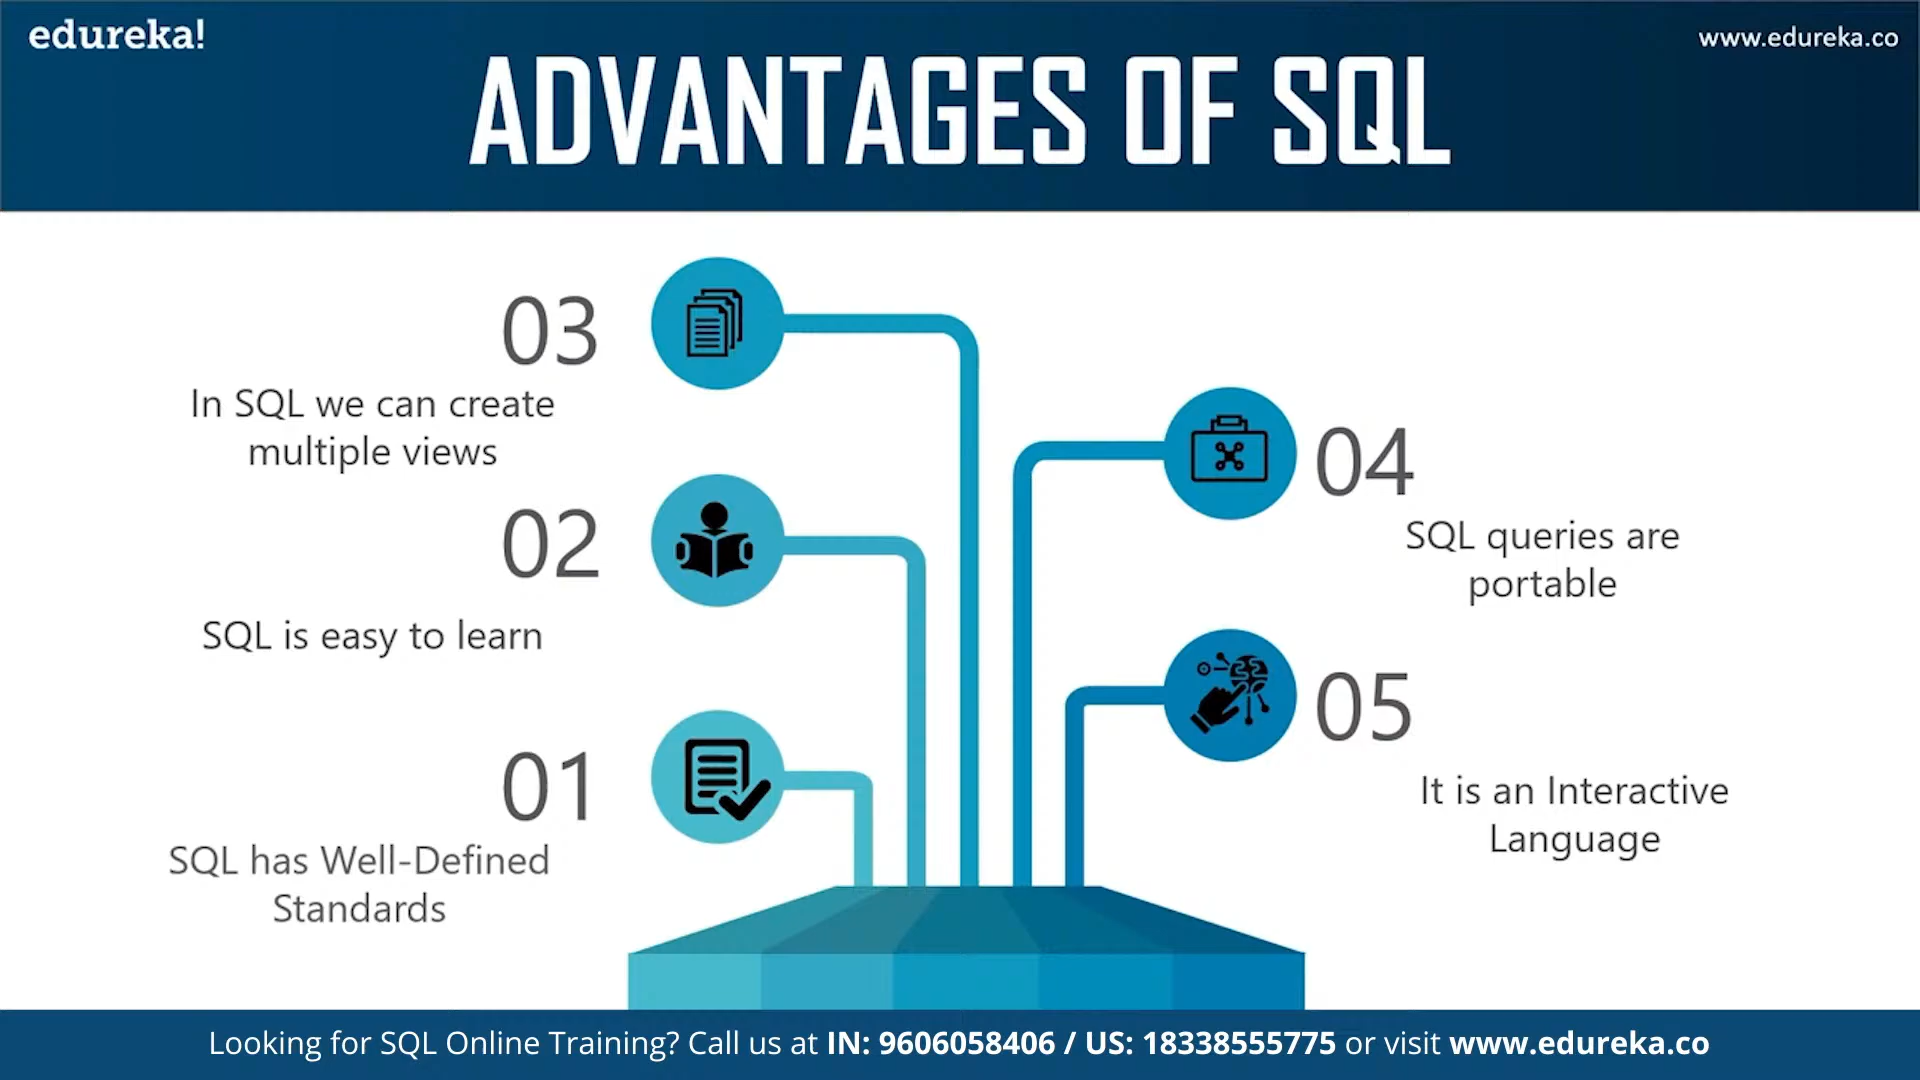 edureka!
www.edureka.co
ADVANTAGES OF SQL
03
In SQL we can create
multiple views
02
SQL is easy to learn
01
SQL has Well-Defined
Standards
04
SQL queries are
portable
05
It is an Interactive
Language
Looking for SQL Online Training? Call us at IN: 9606058406 / US: 18338555775 or visit www.edureka.co